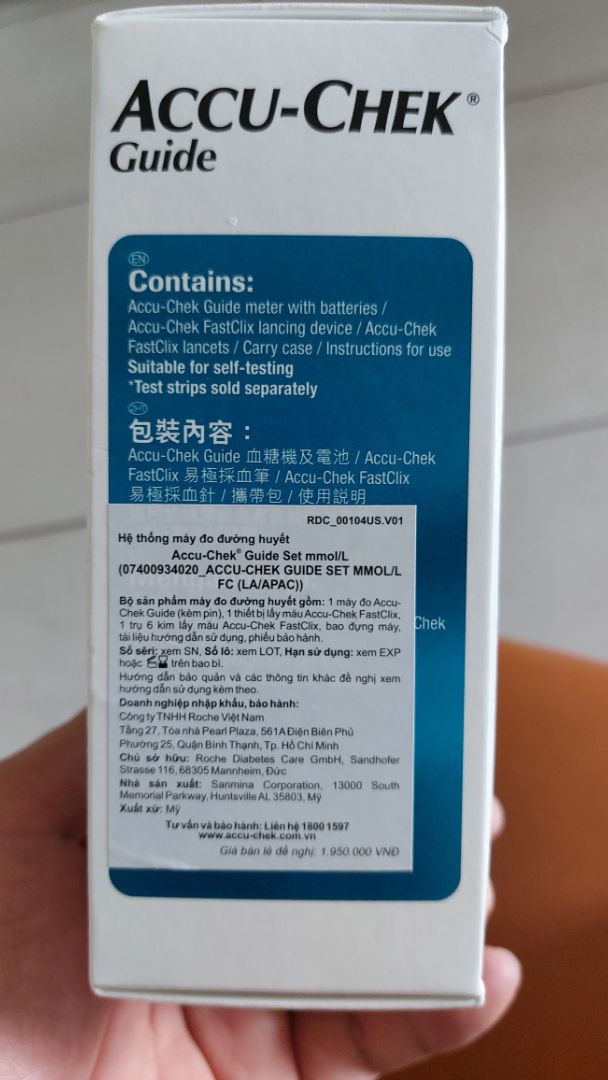 ACCU-CHEK®
Guide
EN
Contains:
Accu-Chek Guide meter with batteries /
Accu-Chek FastClix lancing device / Accu-Chek
FastClix lancets / Carry case / Instructions for use
Suitable for self-testing
*Test strips sold separately
ZHT
包裝內容：
Accu-Chek Guide 血糖機及電池 / Accu-Chek
FastClix 易極採血筆 / Accu-Chek FastClix
易極採血針 / 攜帶包 / 使用說明
RDC_00104US.V01
Hệ thống máy đo đường huyết
Accu-Chek® Guide Set mmol/L
(07400934020_ACCU-CHEK GUIDE SET MMOL/L
FC (LA/APAC))
Bộ sản phẩm máy đo đường huyết gồm: 1 máy đo Accu-
Chek Guide (kèm pin), 1 thiết bị lấy máu Accu-Chek FastClix,
1 trụ 6 kim lấy máu Accu-Chek FastClix, bao đựng máy,
tài liệu hướng dẫn sử dụng, phiếu bảo hành.
Chek
Số sêri: xem SN, Số lô: xem LOT, Hạn sử dụng: xem EXP
hoặc trên bao bì.
Hướng dẫn bảo quản và các thông tin khác đề nghị xem
hướng dẫn sử dụng kèm theo.
Doanh nghiệp nhập khẩu, bảo hành:
Công ty TNHH Roche Việt Nam
Tầng 27, Tòa nhà Pearl Plaza, 561A Điện Biên Phủ
Phường 25, Quận Bình Thạnh, Tp. Hồ Chí Minh
Chủ sở hữu: Roche Diabetes Care GmbH, Sandhofer
Strasse 116, 68305 Mannheim, Đức
Nhà sản xuất: Sanmina Corporation, 13000 South
Memorial Parkway, Huntsville AL 35803, Mỹ
Xuất xứ: Mỹ
Tư vấn và bảo hành: Liên hệ 1800 1597
www.accu-chek.com.vn
Giá bán lẻ đề nghị: 1.950.000 VNĐ